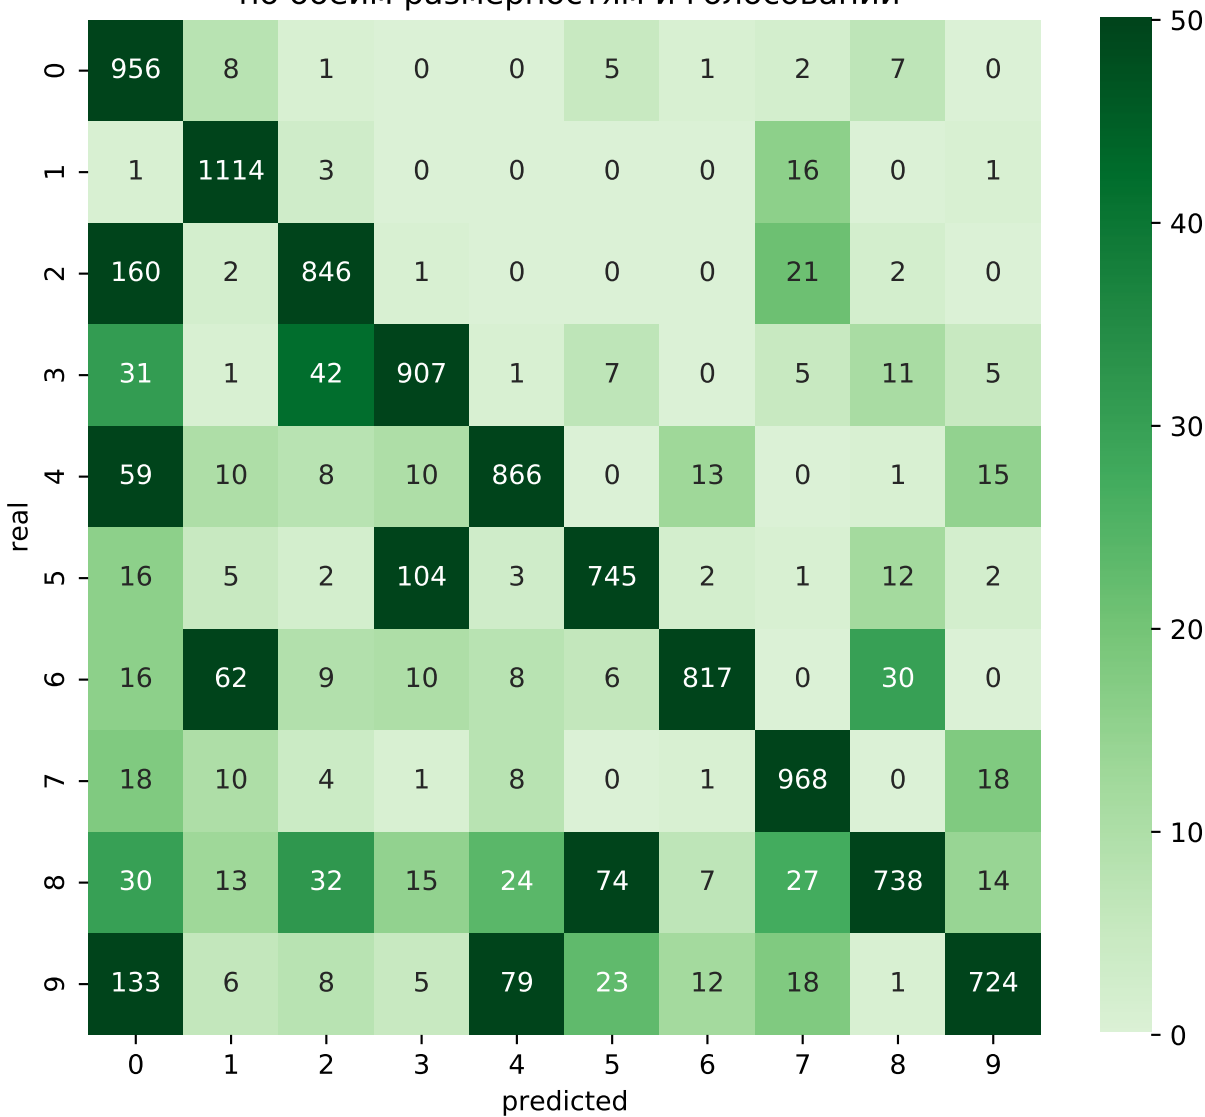 по обеим размерностям и голосовании
0 956 8 1 0 0 5 1 2 7 0
1 1 1114 3 0 0 0 0 16 0 1
2 160 2 846 1 0 0 0 21 2 0
3 31 1 42 907 1 7 0 5 11 5
4 59 10 8 10 866 0 13 0 1 15
5 16 5 2 104 3 745 2 1 12 2
6 16 62 9 10 8 6 817 0 30 0
7 18 10 4 1 8 0 1 968 0 18
8 30 13 32 15 24 74 7 27 738 14
9 133 6 8 5 79 23 12 18 1 724
0 1 2 3 4 5 6 7 8 9
predicted
real
50
40
30
20
10
0